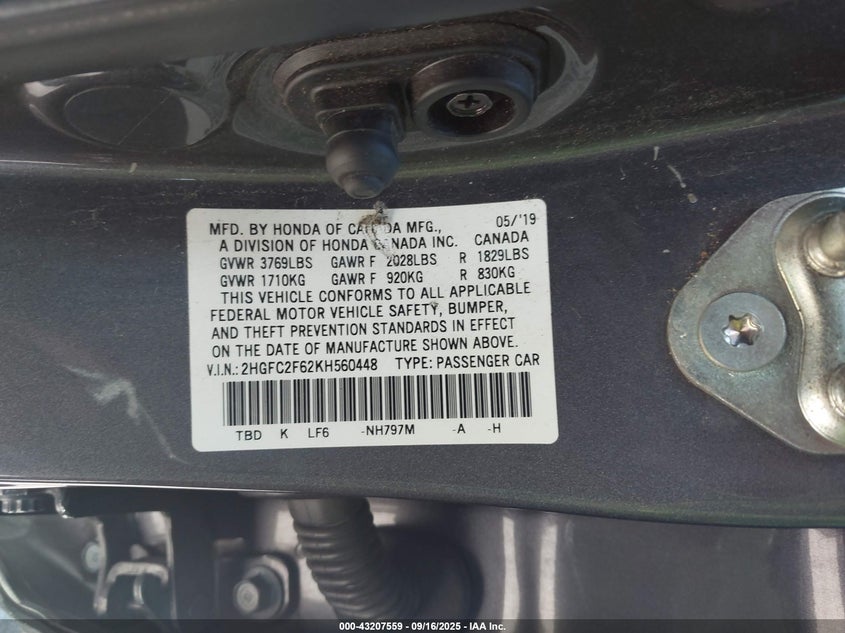 MFD. BY HONDA OF CANADA MFG., 05/'19
A DIVISION OF HONDA CANADA INC. CANADA
GVWR 3769LBS GAWR F 2028LBS R 1829LBS
GVWR 1710KG GAWR F 920KG R 830KG
THIS VEHICLE CONFORMS TO ALL APPLICABLE
FEDERAL MOTOR VEHICLE SAFETY, BUMPER,
AND THEFT PREVENTION STANDARDS IN EFFECT
ON THE DATE OF MANUFACTURE SHOWN ABOVE.
V.I.N.: 2HGFC2F62KH560448 TYPE: PASSENGER CAR
TBD K LF6 -NH797M -A -H
000-43207559 - 09/16/2025 - IAA Inc.